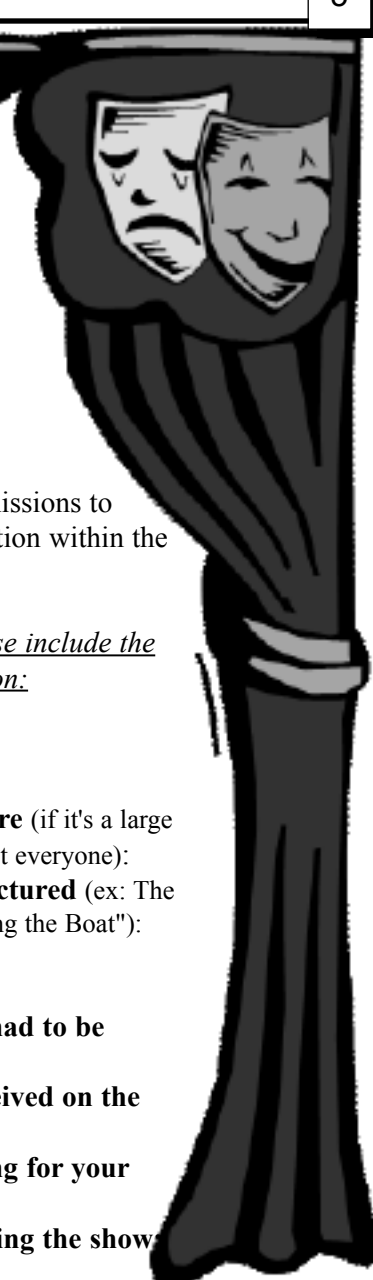 issions to
tion within the
se include the
on:
re (if it's a large
t everyone):
ctured (ex: The
ng the Boat"):
had to be
eived on the
ng for your
ing the show